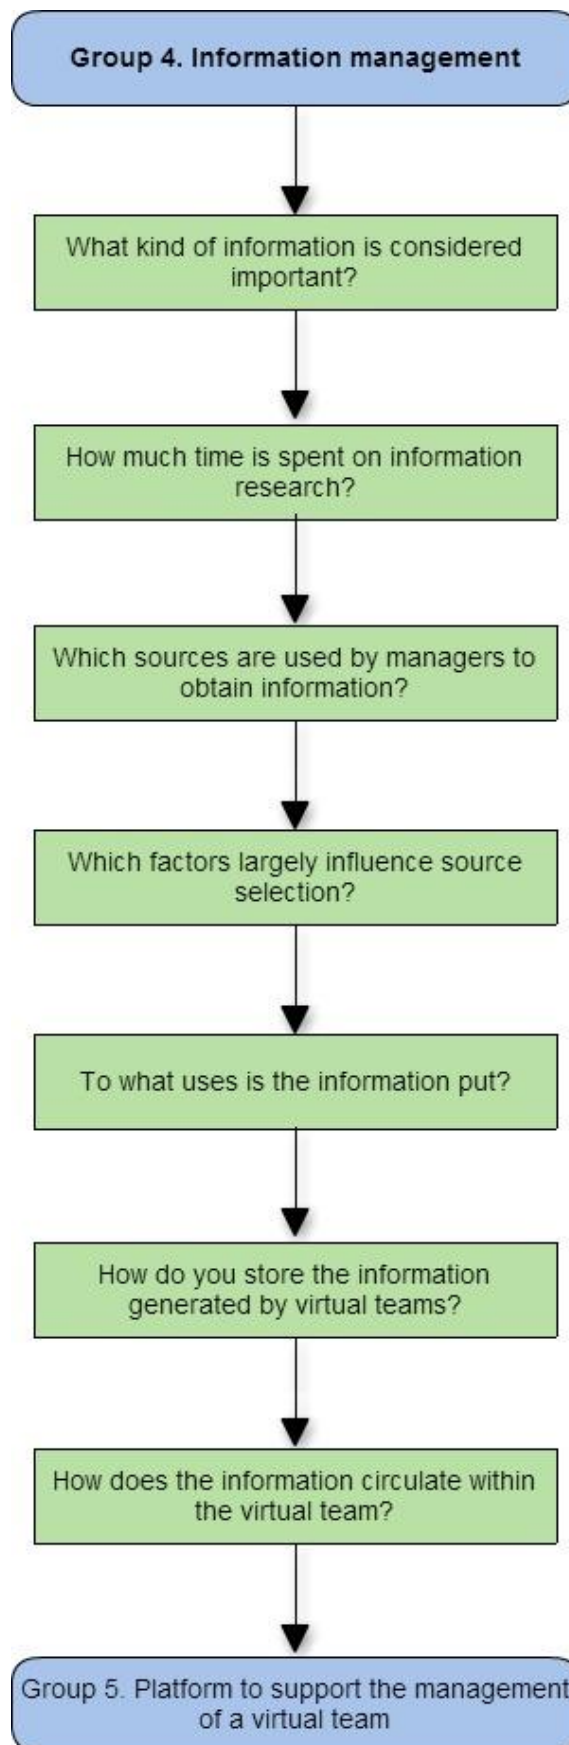 Group 4. Information management
What kind of information is considered
important?
How much time is spent on information
research?
Which sources are used by managers to
obtain information?
Which factors largely influence source
selection?
To what uses is the information put?
How do you store the information
generated by virtual teams?
How does the information circulate within
the virtual team?
Group 5. Platform to support the management
of a virtual team